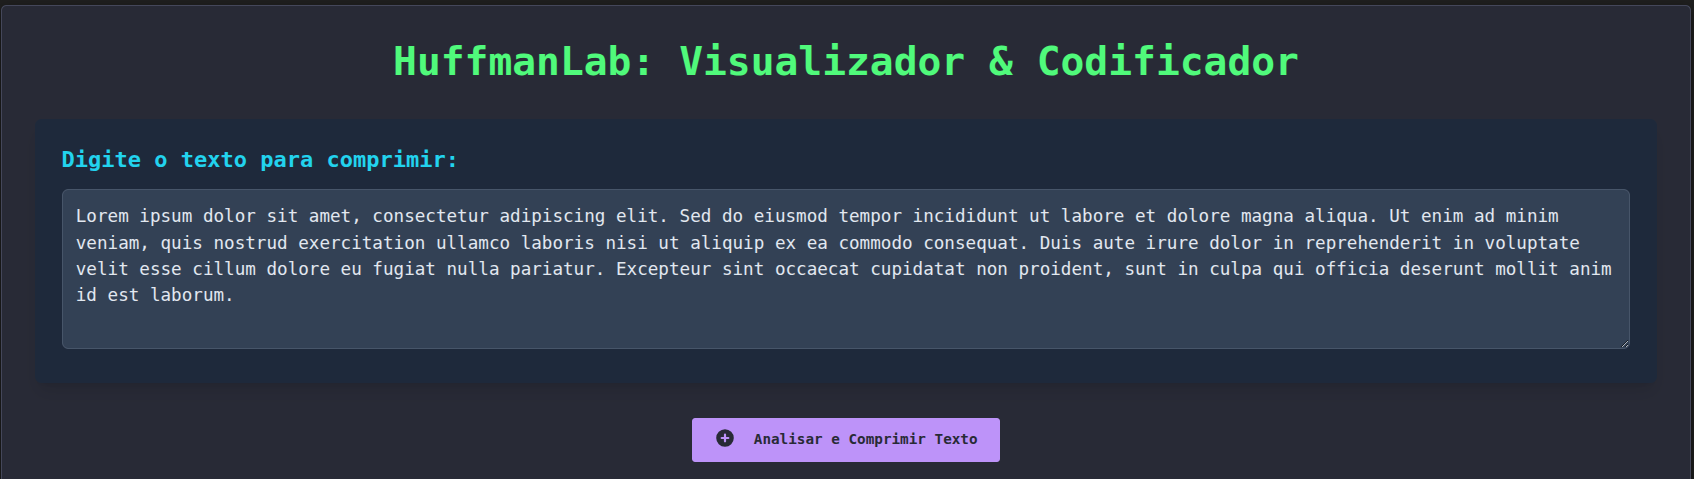 HuffmanLab: Visualizador & Codificador
Digite o texto para comprimir:
Lorem ipsum dolor sit amet, consectetur adipiscing elit. Sed do eiusmod tempor incididunt ut labore et dolore magna aliqua. Ut enim ad minim
veniam, quis nostrud exercitation ullamco laboris nisi ut aliquip ex ea commodo consequat. Duis aute irure dolor in reprehenderit in voluptate
velit esse cillum dolore eu fugiat nulla pariatur. Excepteur sint occaecat cupidatat non proident, sunt in culpa qui officia deserunt mollit anim
id est laborum.
Analisar e Comprimir Texto